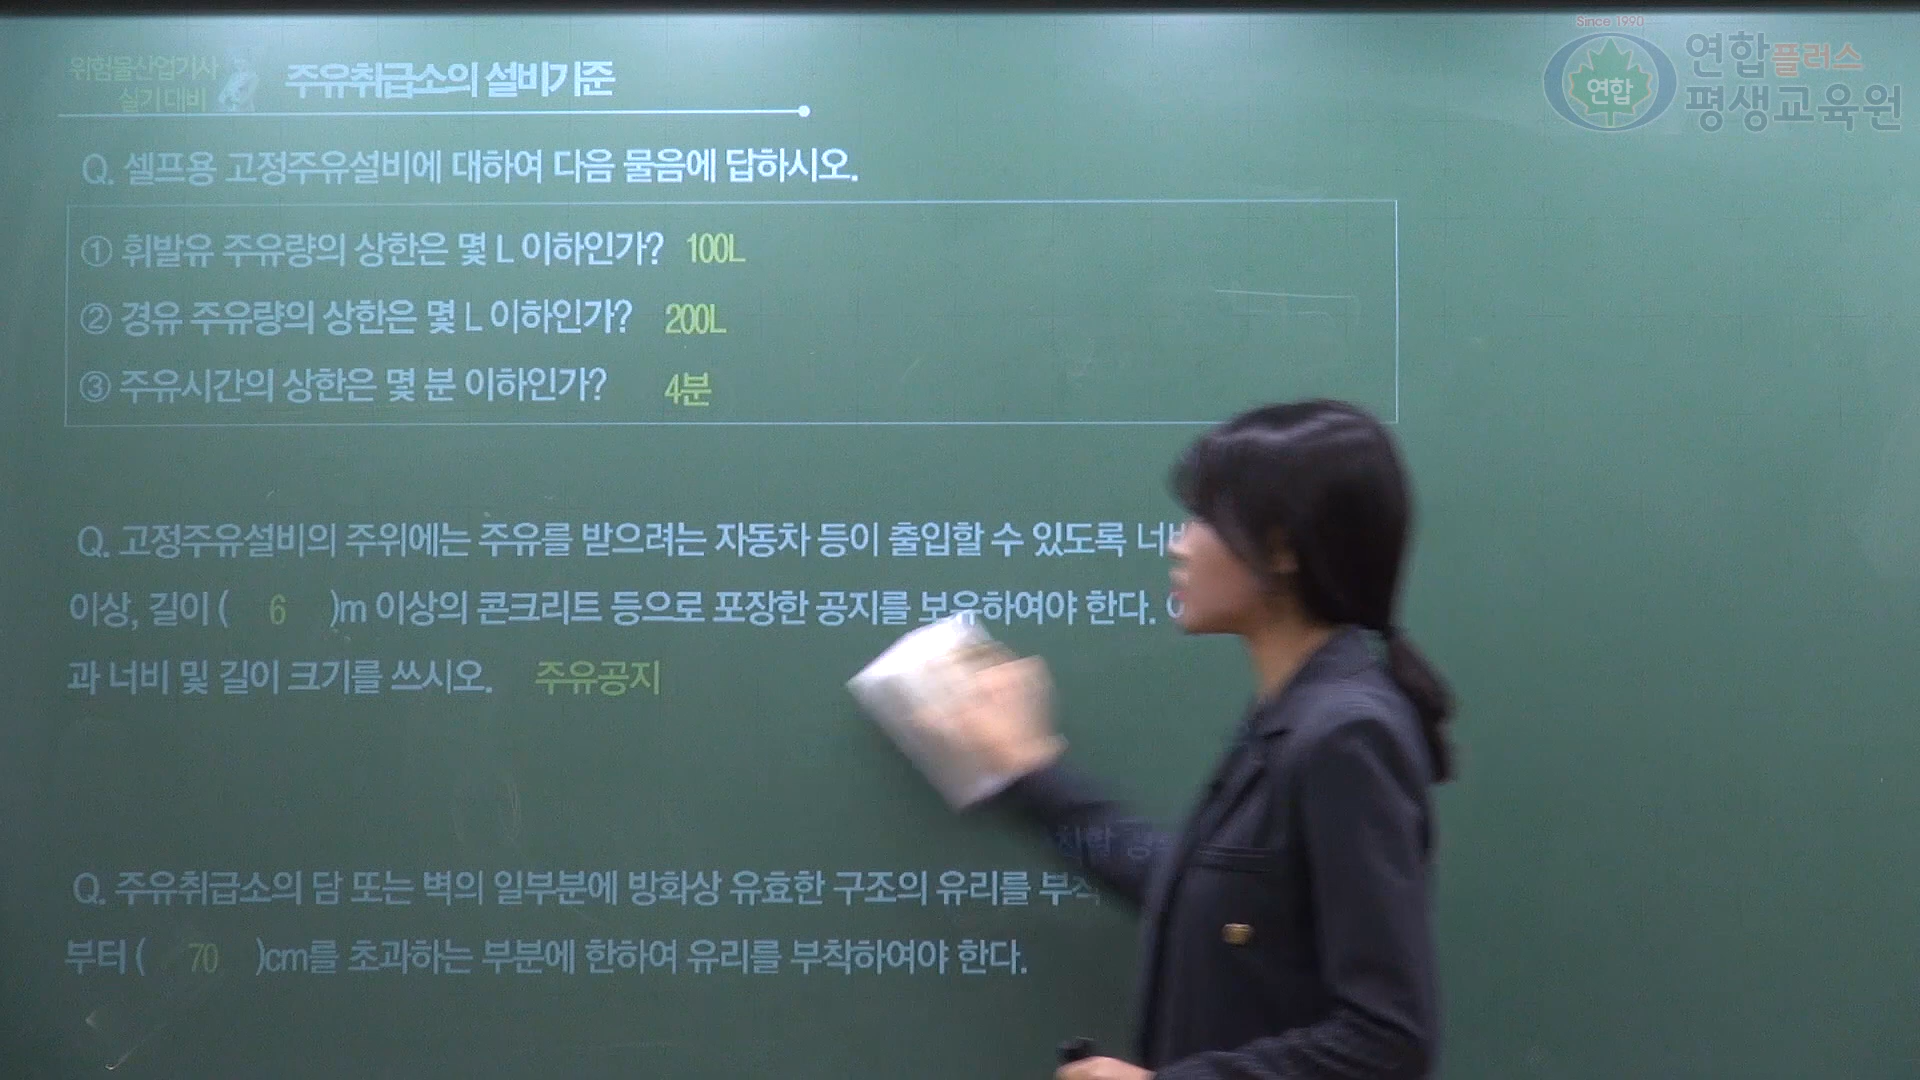 Since 1990
연합
연합플러스
평생교육원
위험물산업기사
실기 대비
주유취급소의 설비기준
Q. 셀프용 고정주유설비에 대하여 다음 물음에 답하시오.
① 휘발유 주유량의 상한은 몇 L 이하인가? 100L
② 경유 주유량의 상한은 몇 L 이하인가? 200L
③ 주유시간의 상한은 몇 분 이하인가? 4분
Q. 고정주유설비의 주위에는 주유를 받으려는 자동차 등이 출입할 수 있도록
이상, 길이 ( 6 )m 이상의 콘크리트 등으로 포장한 공지를 보유하여야 한다.
과 너비 및 길이 크기를 쓰시오. 주유공지
Q. 주유취급소의 담 또는 벽의 일부분에 방화상 유효한 구조의 유리를
부터 ( 70 )cm를 초과하는 부분에 한하여 유리를 부착하여야 한다.